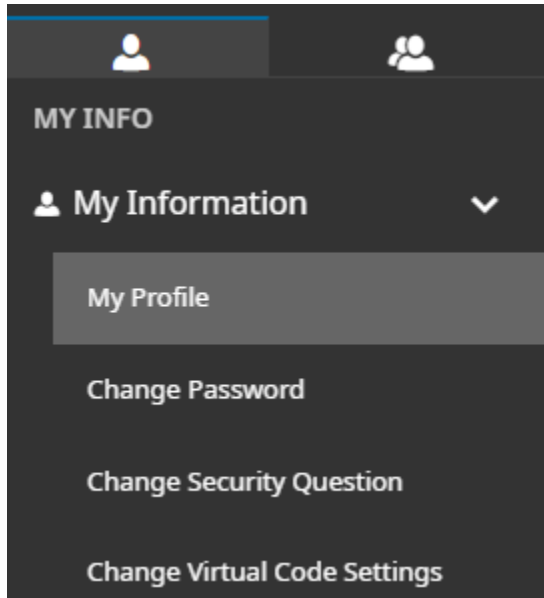 MY INFO
My Information
My Profile
Change Password
Change Security Question
Change Virtual Code Settings